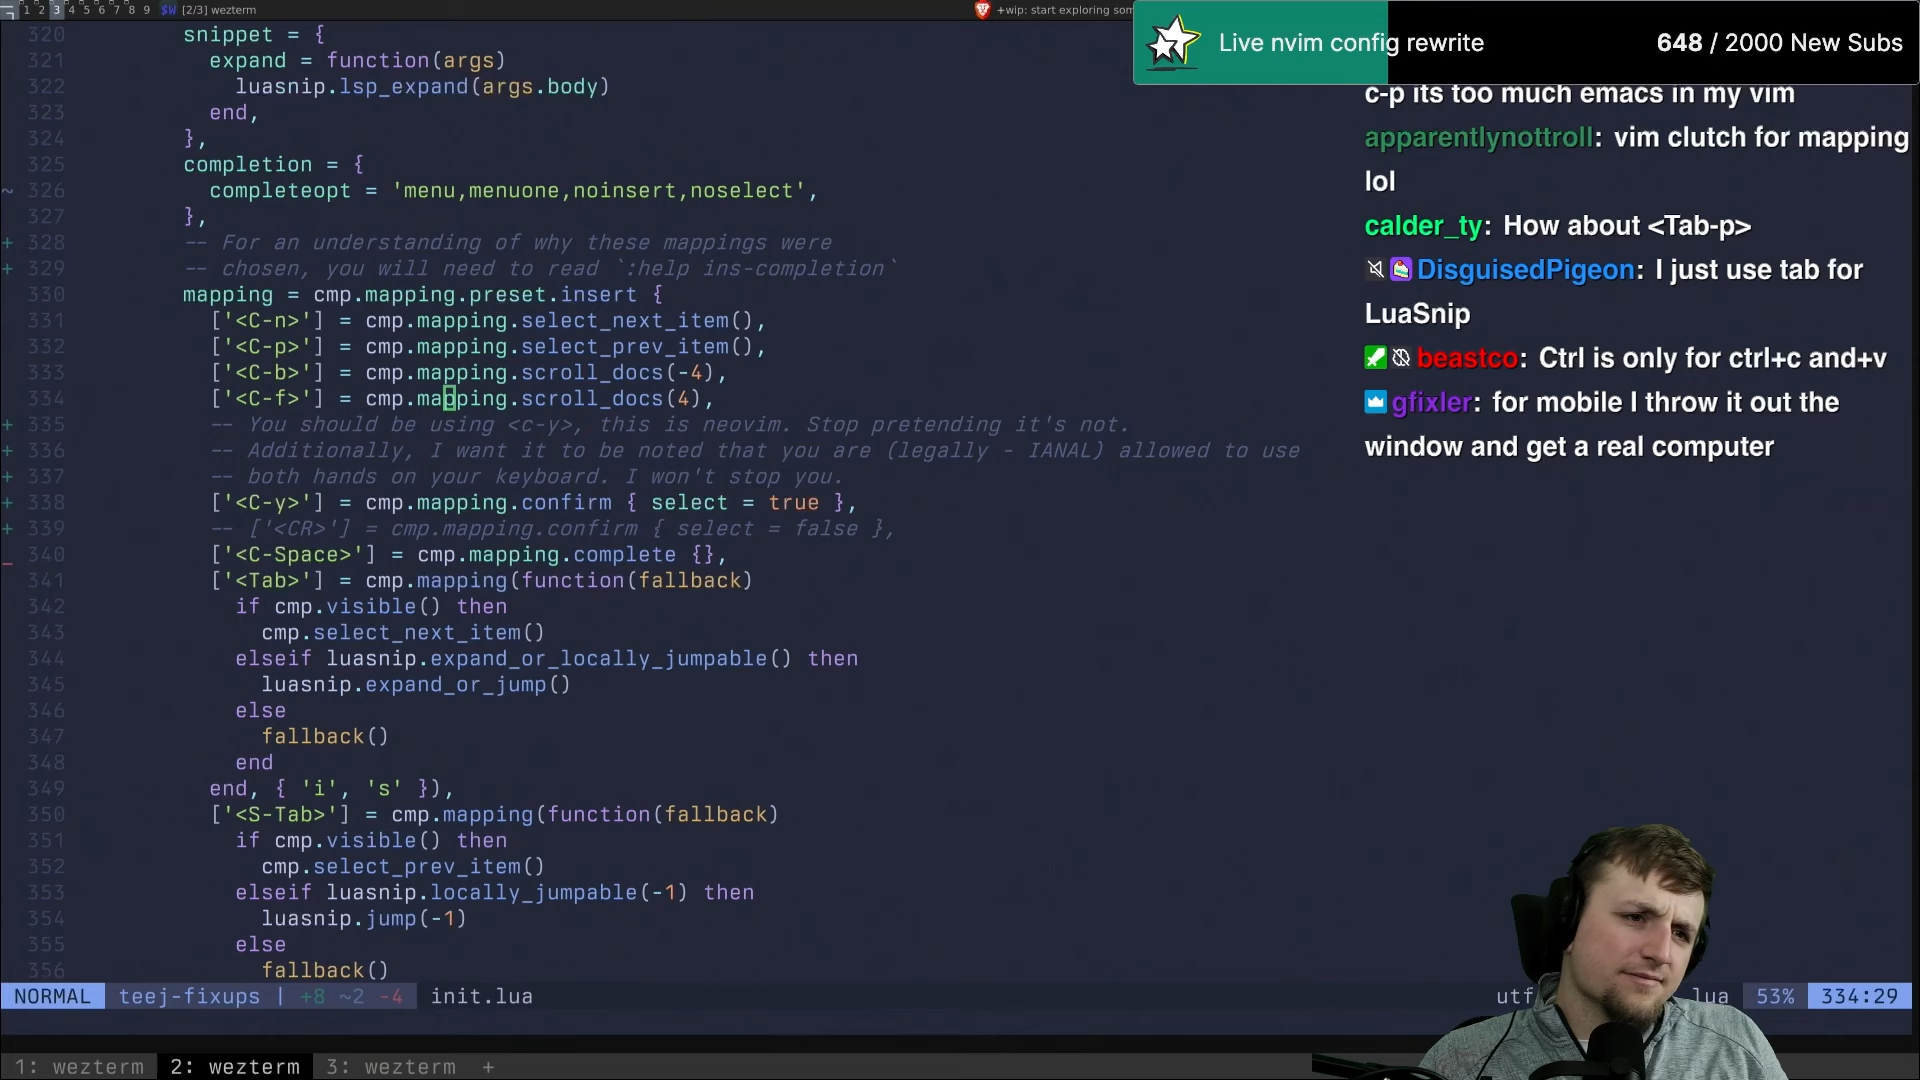 1 2 3 4 5 6 7 8 9 $W [2/3] wezterm
+wip: start exploring som
Live nvim config rewrite 648 / 2000 New Subs
320 snippet = {
321 expand = function(args)
322 luasnip.lsp_expand(args.body)
323 end,
324 },
325 completion = {
~ 326 completeopt = 'menu,menuone,noinsert,noselect',
327 },
+ 328 -- For an understanding of why these mappings were
+ 329 -- chosen, you will need to read `:help ins-completion`
330 mapping = cmp.mapping.preset.insert {
331 ['<C-n>'] = cmp.mapping.select_next_item(),
332 ['<C-p>'] = cmp.mapping.select_prev_item(),
333 ['<C-b>'] = cmp.mapping.scroll_docs(-4),
334 ['<C-f>'] = cmp.mapping.scroll_docs(4),
+ 335 -- You should be using <c-y>, this is neovim. Stop pretending it's not.
+ 336 -- Additionally, I want it to be noted that you are (legally - IANAL) allowed to use
+ 337 -- both hands on your keyboard. I won't stop you.
+ 338 ['<C-y>'] = cmp.mapping.confirm { select = true },
+ 339 -- ['<CR>'] = cmp.mapping.confirm { select = false },
340 ['<C-Space>'] = cmp.mapping.complete {},
341 ['<Tab>'] = cmp.mapping(function(fallback)
342 if cmp.visible() then
343 cmp.select_next_item()
344 elseif luasnip.expand_or_locally_jumpable() then
345 luasnip.expand_or_jump()
346 else
347 fallback()
348 end
349 end, { 'i', 's' }),
350 ['<S-Tab>'] = cmp.mapping(function(fallback)
351 if cmp.visible() then
352 cmp.select_prev_item()
353 elseif luasnip.locally_jumpable(-1) then
354 luasnip.jump(-1)
355 else
356 fallback()
c-p its too much emacs in my vim
apparentlynottroll: vim clutch for mapping
lol
calder_ty: How about <Tab-p>
DisguisedPigeon: I just use tab for
LuaSnip
beastco: Ctrl is only for ctrl+c and+v
gfixler: for mobile I throw it out the
window and get a real computer
NORMAL teej-fixups | +8 ~2 -4 init.lua utf lua 53% 334:29
1: wezterm 2: wezterm 3: wezterm +